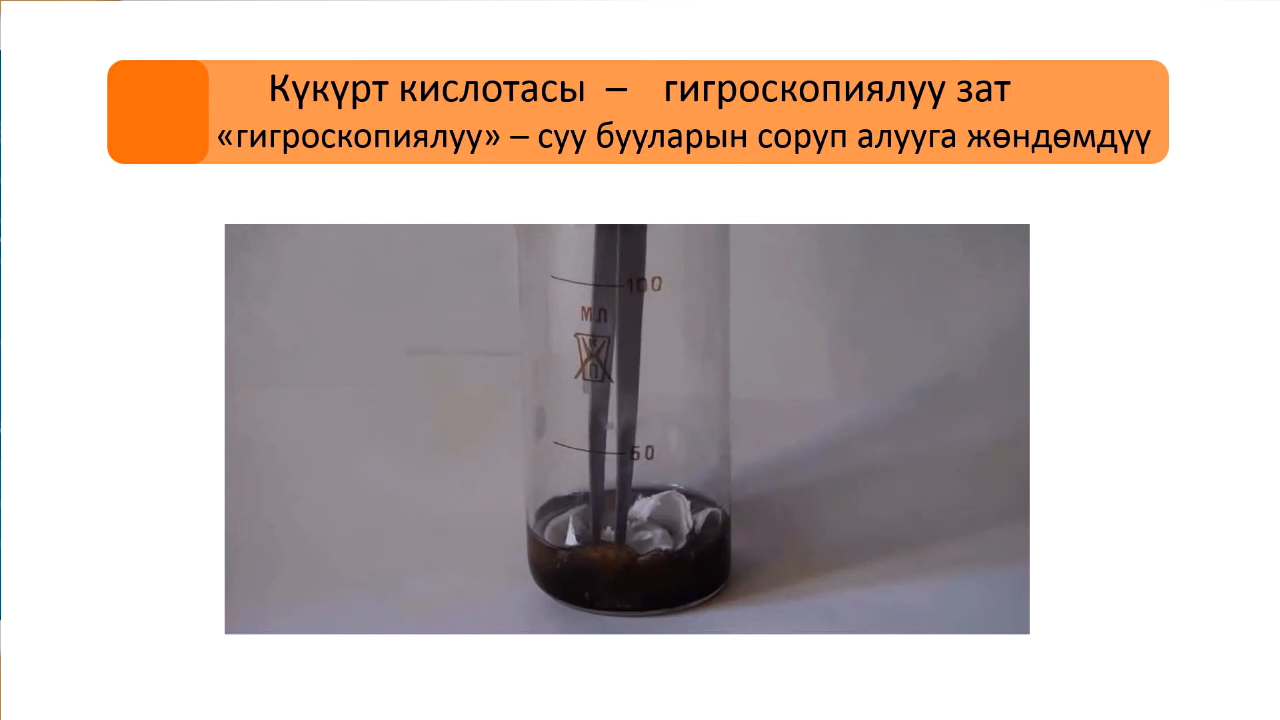 Күкүрт кислотасы – гигроскопиялуу зат
«гигроскопиялуу» – суу бууларын соруп алууга жөндөмдүү
100
МЛ
К
П
50